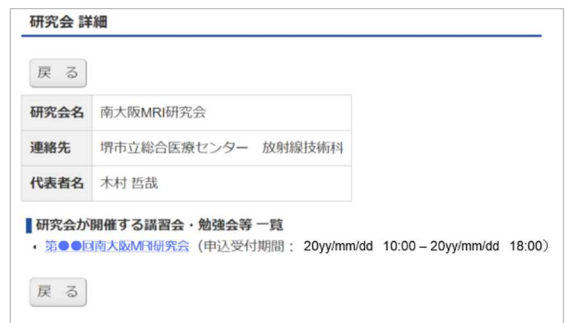 研究会 詳細
戻 る
研究会名 南大阪MRI研究会
連絡先 堺市立総合医療センター 放射線技術科
代表者名 木村 哲哉
研究会が開催する講習会・勉強会等 一覧
・ 第●●回南大阪MRI研究会 (申込受付期間： 20yy/mm/dd 10:00 – 20yy/mm/dd 18:00)
戻 る